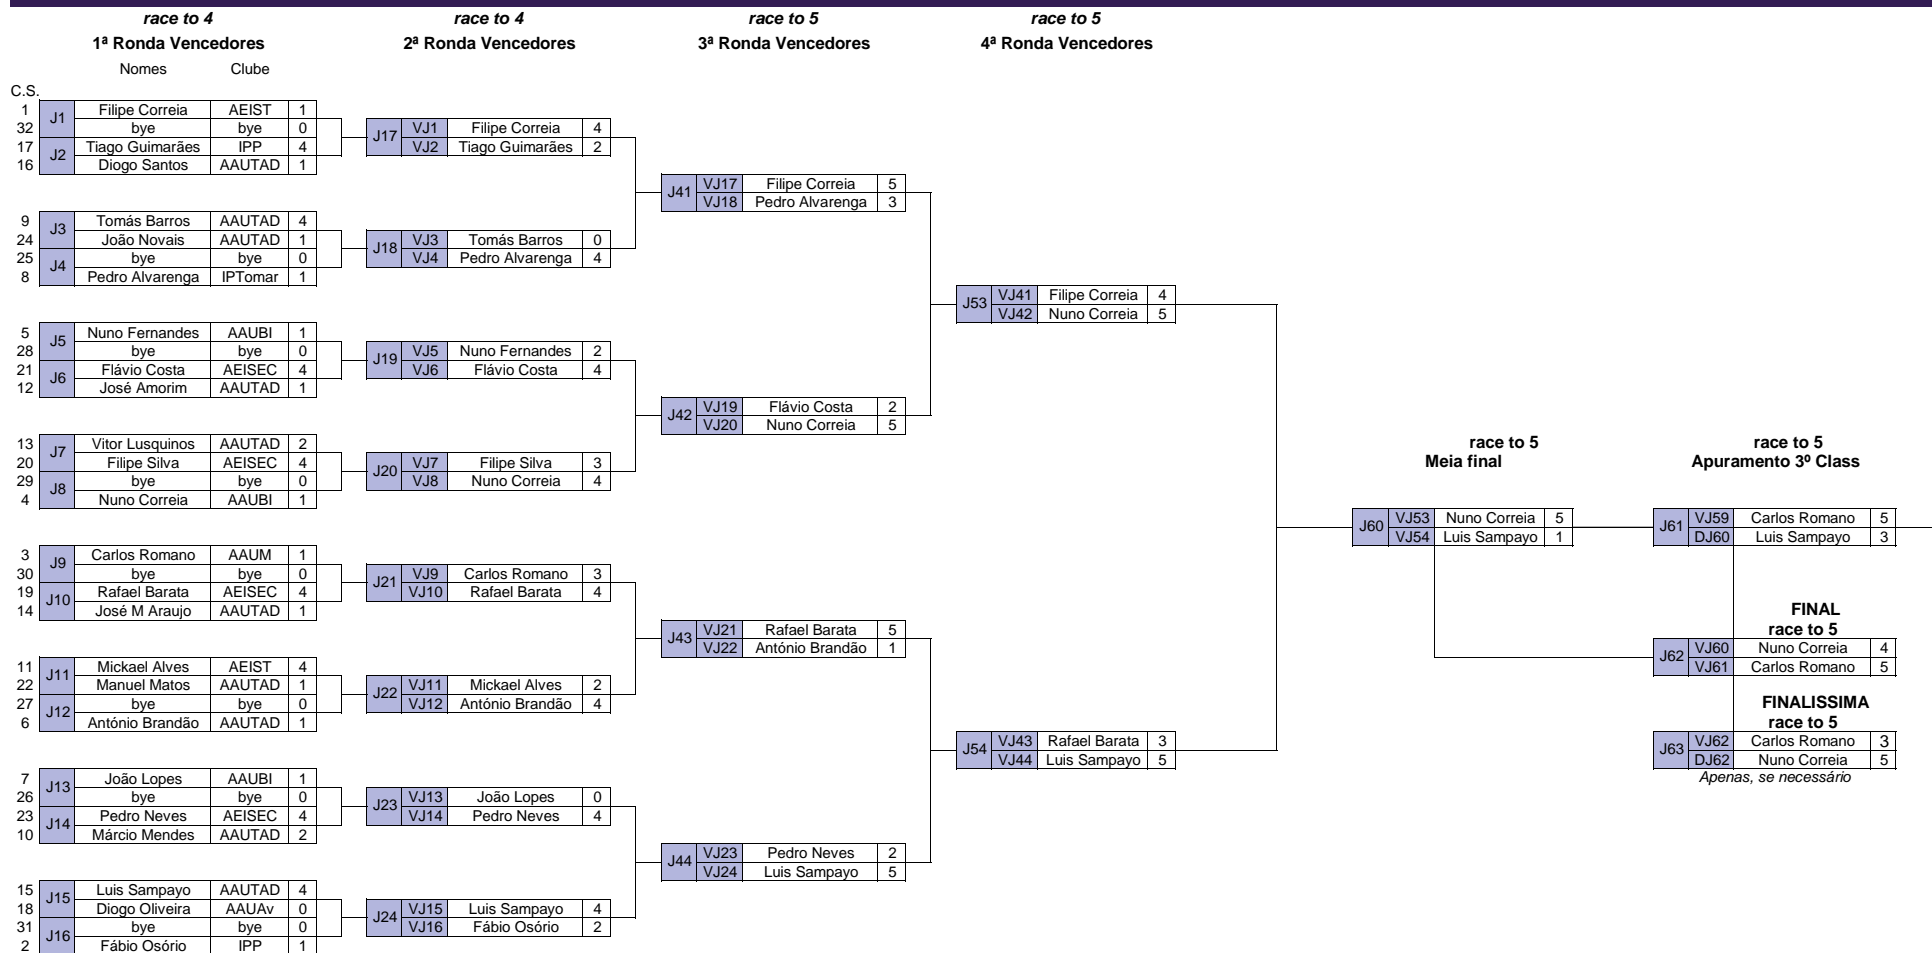 race to 4 race to 4 race to 5 race to 5
1ª Ronda Vencedores 2ª Ronda Vencedores 3ª Ronda Vencedores 4ª Ronda Vencedores
Nomes Clube
C.S.
1 J1 Filipe Correia AEIST 1
32 bye bye 0
17 J2 Tiago Guimarães IPP 4
16 Diogo Santos AAUTAD 1
J17 VJ1 Filipe Correia 4
VJ2 Tiago Guimarães 2
9 J3 Tomás Barros AAUTAD 4
24 João Novais AAUTAD 1
25 J4 bye bye 0
8 Pedro Alvarenga IPTomar 1
J18 VJ3 Tomás Barros 0
VJ4 Pedro Alvarenga 4
J41 VJ17 Filipe Correia 5
VJ18 Pedro Alvarenga 3
5 J5 Nuno Fernandes AAUBI 1
28 bye bye 0
21 J6 Flávio Costa AEISEC 4
12 José Amorim AAUTAD 1
J19 VJ5 Nuno Fernandes 2
VJ6 Flávio Costa 4
13 J7 Vitor Lusquinos AAUTAD 2
20 Filipe Silva AEISEC 4
29 J8 bye bye 0
4 Nuno Correia AAUBI 1
J20 VJ7 Filipe Silva 3
VJ8 Nuno Correia 4
J42 VJ19 Flávio Costa 2
VJ20 Nuno Correia 5
J53 VJ41 Filipe Correia 4
VJ42 Nuno Correia 5
3 J9 Carlos Romano AAUM 1
30 bye bye 0
19 J10 Rafael Barata AEISEC 4
14 José M Araujo AAUTAD 1
J21 VJ9 Carlos Romano 3
VJ10 Rafael Barata 4
11 J11 Mickael Alves AEIST 4
22 Manuel Matos AAUTAD 1
27 J12 bye bye 0
6 António Brandão AAUTAD 1
J22 VJ11 Mickael Alves 2
VJ12 António Brandão 4
J43 VJ21 Rafael Barata 5
VJ22 António Brandão 1
7 J13 João Lopes AAUBI 1
26 bye bye 0
23 J14 Pedro Neves AEISEC 4
10 Márcio Mendes AAUTAD 2
J23 VJ13 João Lopes 0
VJ14 Pedro Neves 4
15 J15 Luis Sampayo AAUTAD 4
18 Diogo Oliveira AAUAv 0
31 J16 bye bye 0
2 Fábio Osório IPP 1
J24 VJ15 Luis Sampayo 4
VJ16 Fábio Osório 2
J44 VJ23 Pedro Neves 2
VJ24 Luis Sampayo 5
J54 VJ43 Rafael Barata 3
VJ44 Luis Sampayo 5
race to 5
Meia final
J60 VJ53 Nuno Correia 5
VJ54 Luis Sampayo 1
race to 5
Apuramento 3º Class
J61 VJ59 Carlos Romano 5
DJ60 Luis Sampayo 3
FINAL
race to 5
J62 VJ60 Nuno Correia 4
VJ61 Carlos Romano 5
FINALISSIMA
race to 5
J63 VJ62 Carlos Romano 3
DJ62 Nuno Correia 5
Apenas, se necessário